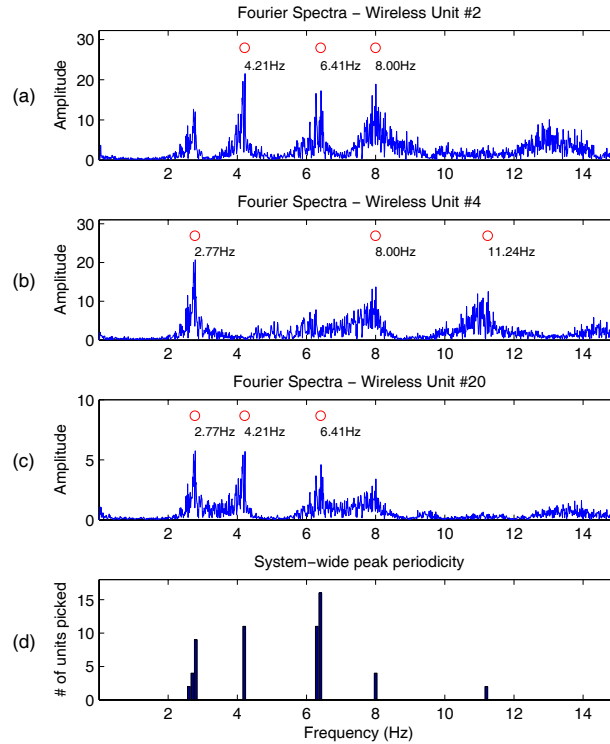 Fourier Spectra − Wireless Unit #2
(a)
Amplitude
30
20
10
0
4.21Hz 6.41Hz 8.00Hz
2 4 6 8 10 12 14
Fourier Spectra − Wireless Unit #4
(b)
Amplitude
30
20
10
0
2.77Hz 8.00Hz 11.24Hz
2 4 6 8 10 12 14
Fourier Spectra − Wireless Unit #20
(c)
Amplitude
10
5
0
2.77Hz 4.21Hz 6.41Hz
2 4 6 8 10 12 14
System−wide peak periodicity
(d)
# of units picked
15
10
5
0
2 4 6 8 10 12 14
Frequency (Hz)